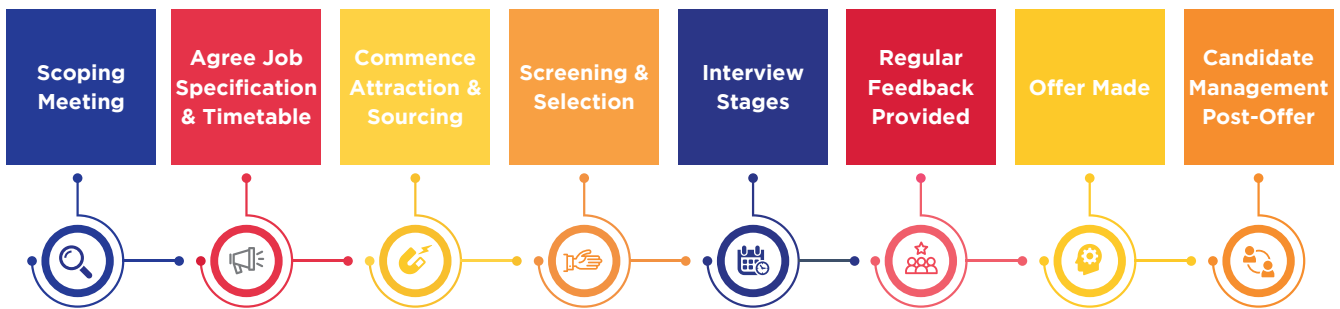 Scoping
Meeting
Agree Job
Specification
& Timetable
Commence
Attraction &
Sourcing
Screening &
Selection
Interview
Stages
Regular
Feedback
Provided
Offer Made
Candidate
Management
Post-Offer